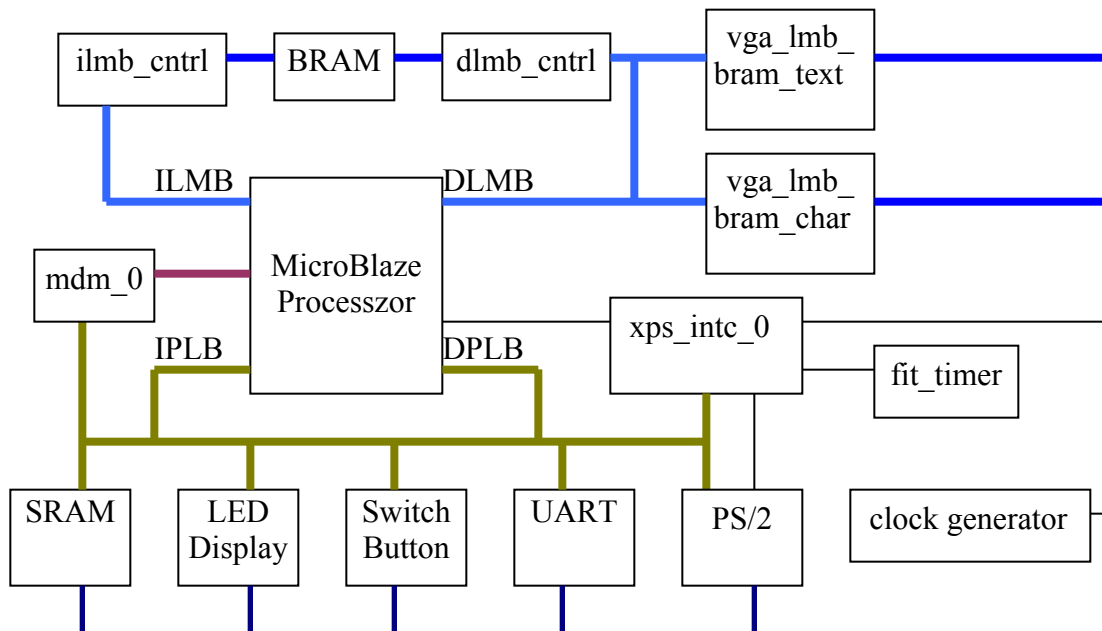 ilmb_cntrl
BRAM
dlmb_cntrl
vga_lmb_
bram_text
ILMB
DLMB
vga_lmb_
bram_char
mdm_0
MicroBlaze
Processzor
xps_intc_0
IPLB
DPLB
fit_timer
SRAM
LED
Display
Switch
Button
UART
PS/2
clock generator